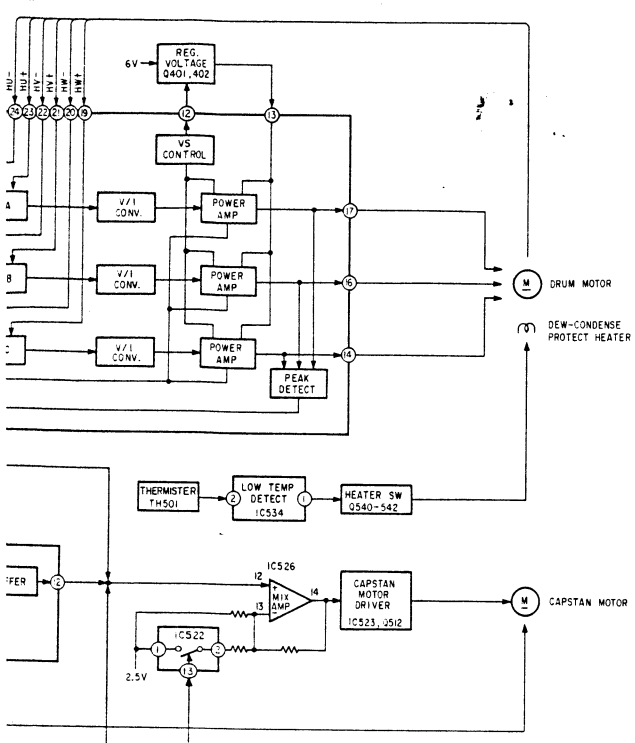 REG.
VOLTAGE
Q401,402
6V
HU-
HU+
HV-
HV+
HW-
HW+
24
23
22
21
20
19
12
13
VS
CONTROL
A
V/I
CONV.
POWER
AMP
17
B
V/I
CONV.
POWER
AMP
16
M
DRUM MOTOR
C
V/I
CONV.
POWER
AMP
14
DEW-CONDENSE
PROTECT HEATER
PEAK
DETECT
THERMISTER
TH501
2
LOW TEMP
DETECT
IC534
1
HEATER SW
Q540-542
IC526
FFER
12
12
+
MIX
AMP
-
13
14
CAPSTAN
MOTOR
DRIVER
IC523,Q512
M
CAPSTAN MOTOR
IC522
1
2
13
2.5V